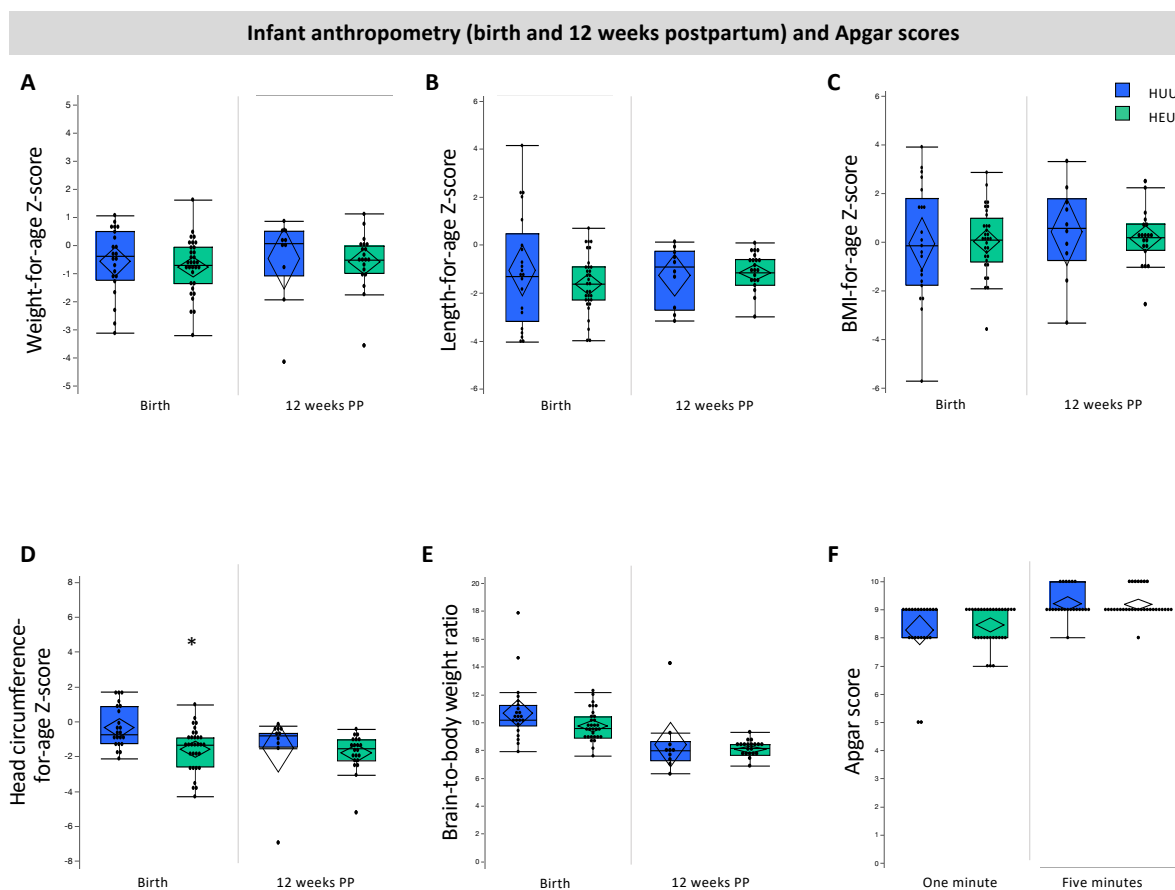 Infant anthropometry (birth and 12 weeks postpartum) and Apgar scores
A
Weight-for-age Z-score
5
4
3
2
1
0
-1
-2
-3
-4
-5
Birth
12 weeks PP
B
Length-for-age Z-score
6
4
2
0
-2
-4
-6
Birth
12 weeks PP
C
BMI-for-age Z-score
6
4
2
0
-2
-4
-6
Birth
12 weeks PP
HUU
HEU
D
Head circumference-
for-age Z-score
8
6
4
2
0
-2
-4
-6
-8
*
Birth
12 weeks PP
E
Brain-to-body weight ratio
20
18
16
14
12
10
8
6
4
2
0
Birth
12 weeks PP
F
Apgar score
10
9
8
7
6
5
4
3
2
1
0
One minute
Five minutes